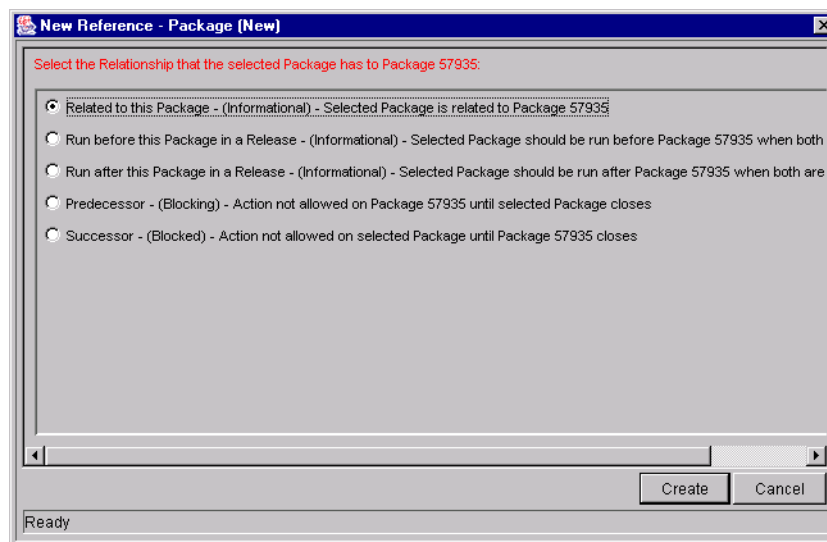 New Reference - Package (New)
Select the Relationship that the selected Package has to Package 57935:
Related to this Package - (Informational) - Selected Package is related to Package 57935
Run before this Package in a Release - (Informational) - Selected Package should be run before Package 57935 when both
Run after this Package in a Release - (Informational) - Selected Package should be run after Package 57935 when both are
Predecessor - (Blocking) - Action not allowed on Package 57935 until selected Package closes
Successor - (Blocked) - Action not allowed on selected Package until Package 57935 closes
Create Cancel
Ready